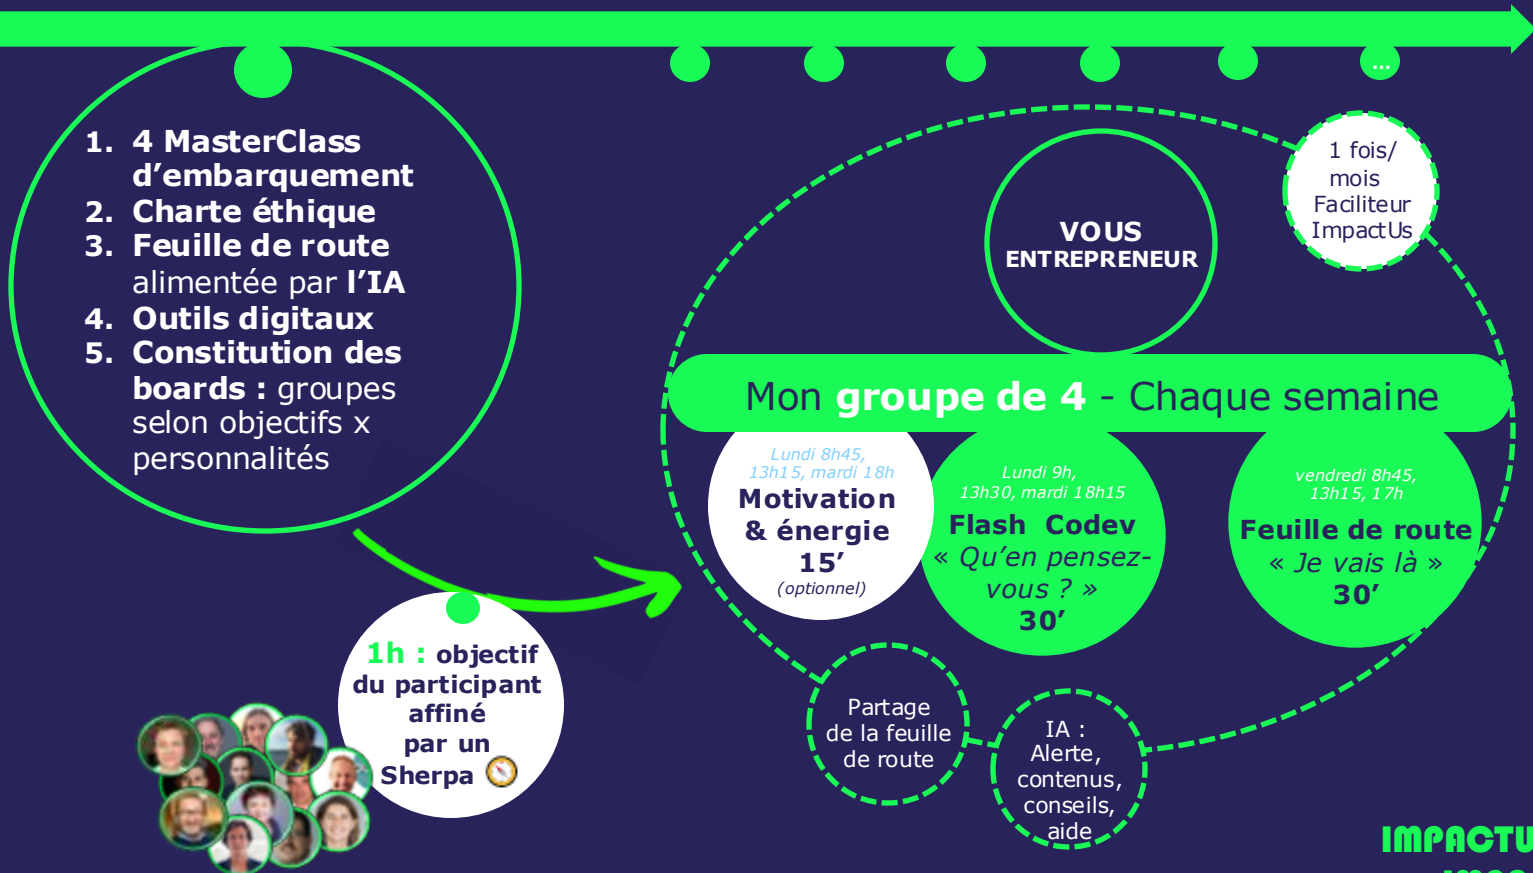 1. 4 MasterClass
d’embarquement
2. Charte éthique
3. Feuille de route
alimentée par l’IA
4. Outils digitaux
5. Constitution des
boards : groupes
selon objectifs x
personnalités
1h : objectif
du participant
affiné
par un
Sherpa
...
1 fois/
mois
Faciliteur
ImpactUs
VOUS
ENTREPRENEUR
Mon groupe de 4 - Chaque semaine
Lundi 8h45,
13h15, mardi 18h
Motivation
& énergie
15’
(optionnel)
Lundi 9h,
13h30, mardi 18h15
Flash Codev
« Qu’en pensez-
vous ? »
30’
vendredi 8h45,
13h15, 17h
Feuille de route
« Je vais là »
30’
Partage
de la feuille
de route
IA :
Alerte,
contenus,
conseils,
aide
IMPACTU